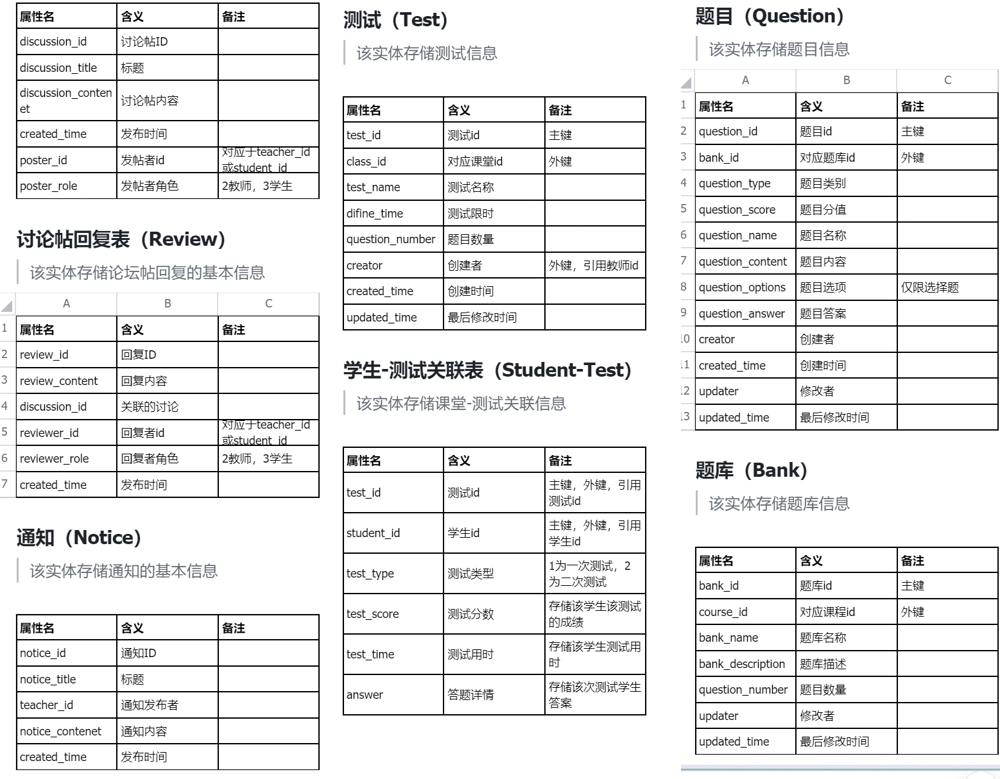 属性名 含义 备注
discussion_id 讨论帖ID
discussion_title 标题
discussion_conten
et 讨论帖内容
created_time 发布时间
poster_id 发帖者id 对应于teacher_id
或student_id
poster_role 发帖者角色 2教师，3学生
讨论帖回复表（Review）
该实体存储论坛帖回复的基本信息
A B C
1 属性名 含义 备注
2 review_id 回复ID
3 review_content 回复内容
4 discussion_id 关联的讨论
5 reviewer_id 回复者id 对应于teacher_id
或student_id
6 reviewer_role 回复者角色 2教师，3学生
7 created_time 发布时间
通知（Notice）
该实体存储通知的基本信息
属性名 含义 备注
notice_id 通知ID
notice_title 标题
teacher_id 通知发布者
notice_contenet 通知内容
created_time 发布时间
测试（Test）
该实体存储测试信息
属性名 含义 备注
test_id 测试id 主键
class_id 对应课堂id 外键
test_name 测试名称
difine_time 测试限时
question_number 题目数量
creator 创建者 外键，引用教师id
created_time 创建时间
updated_time 最后修改时间
学生-测试关联表（Student-Test）
该实体存储课堂-测试关联信息
属性名 含义 备注
test_id 测试id 主键，外键，引用
测试id
student_id 学生id 主键，外键，引用
学生id
test_type 测试类型 1为一次测试，2
为二次测试
test_score 测试分数 存储该学生该测试
的成绩
test_time 测试用时 存储该学生测试用
时
answer 答题详情 存储该次测试学生
答案
题目（Question）
该实体存储题目信息
A B C
1 属性名 含义 备注
2 question_id 题目id 主键
3 bank_id 对应题库id 外键
4 question_type 题目类别
5 question_score 题目分值
6 question_name 题目名称
7 question_content 题目内容
8 question_options 题目选项 仅限选择题
9 question_answer 题目答案
10 creator 创建者
11 created_time 创建时间
12 updater 修改者
13 updated_time 最后修改时间
题库（Bank）
该实体存储题库信息
属性名 含义 备注
bank_id 题库id 主键
course_id 对应课程id 外键
bank_name 题库名称
bank_description 题库描述
question_number 题目数量
updater 修改者
updated_time 最后修改时间